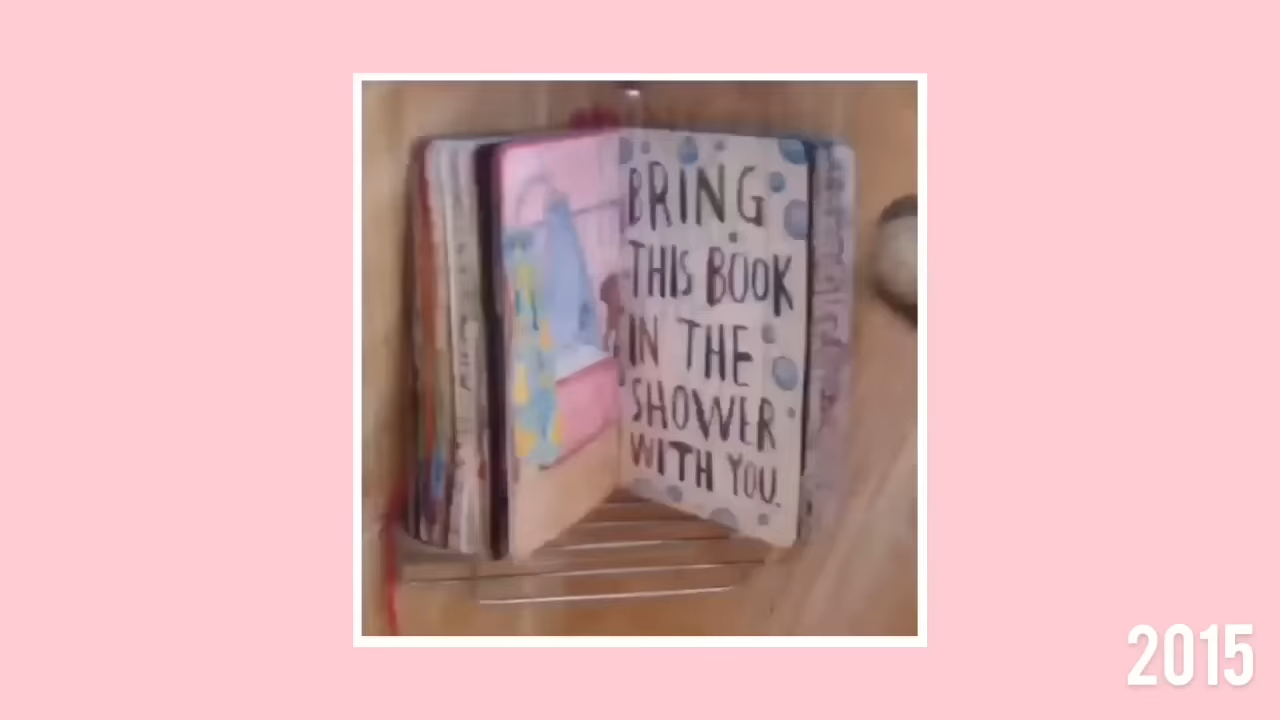 BRING
THIS BOOK
IN THE
SHOWER
WITH YOU.
2015